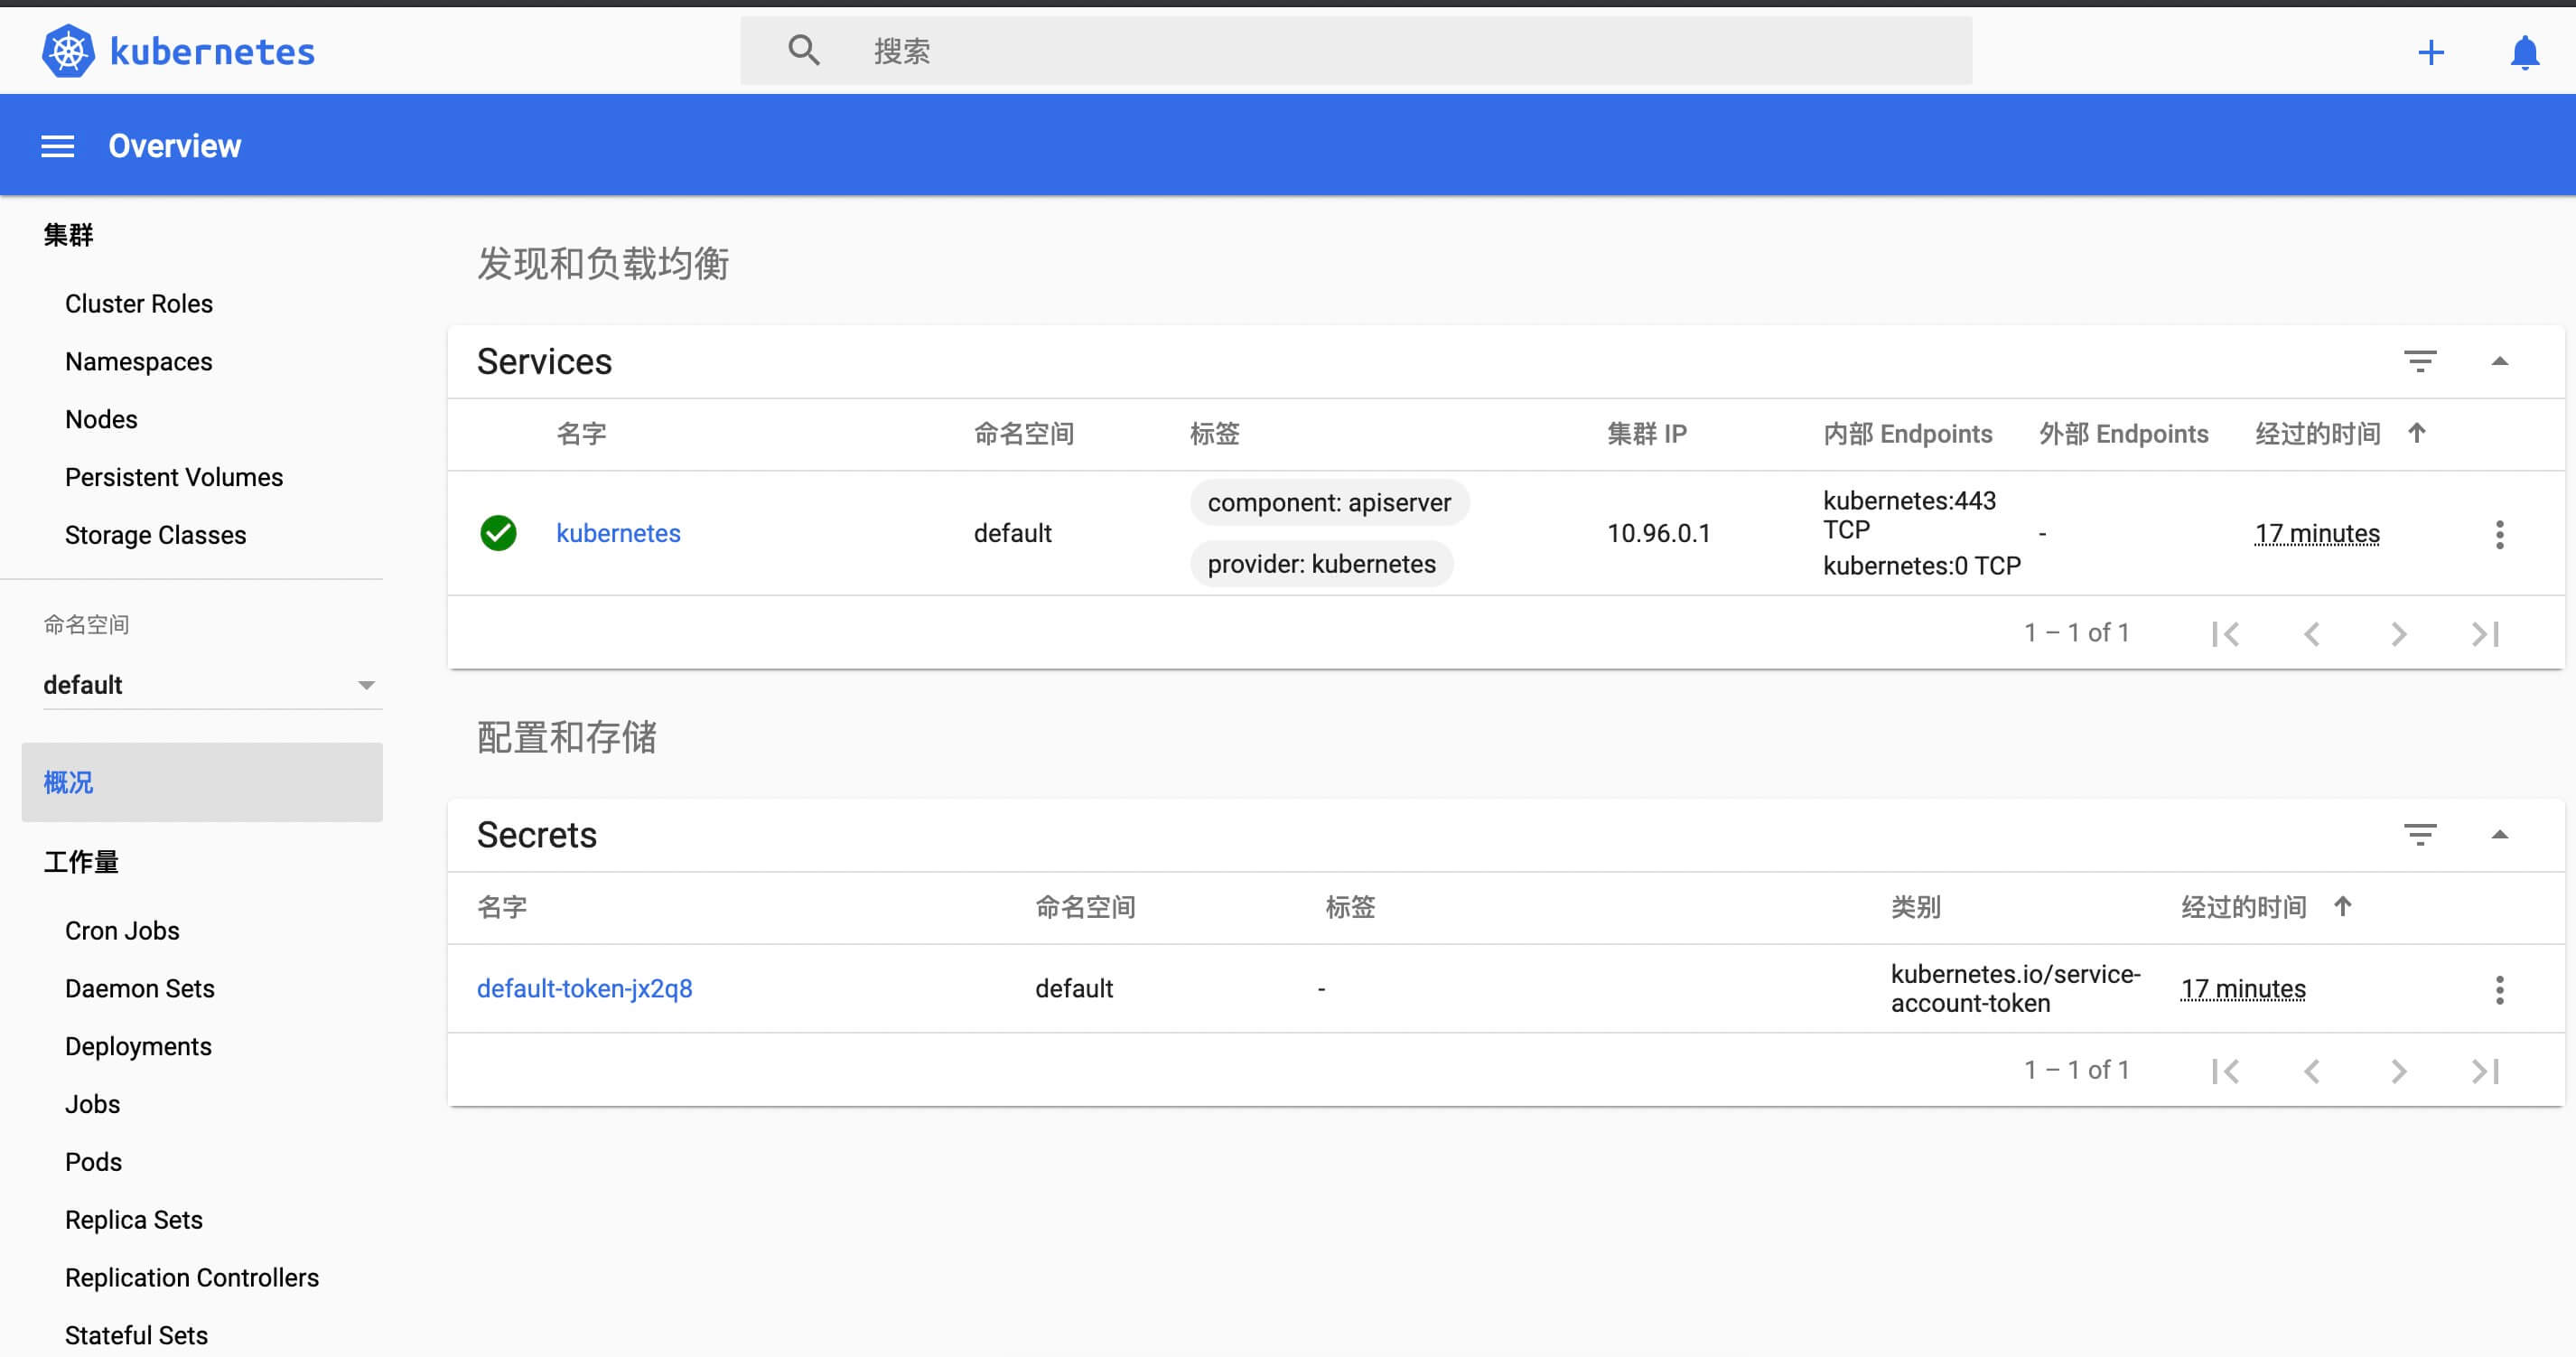 kubernetes
搜索
Overview
集群
Cluster Roles
Namespaces
Nodes
Persistent Volumes
Storage Classes
命名空间
default
概况
工作量
Cron Jobs
Daemon Sets
Deployments
Jobs
Pods
Replica Sets
Replication Controllers
Stateful Sets
发现和负载均衡
Services
名字 命名空间 标签 集群 IP 内部 Endpoints 外部 Endpoints 经过的时间
kubernetes default component: apiserver provider: kubernetes 10.96.0.1 kubernetes:443 TCP kubernetes:0 TCP - 17 minutes
1 – 1 of 1
配置和存储
Secrets
名字 命名空间 标签 类别 经过的时间
default-token-jx2q8 default - kubernetes.io/service-account-token 17 minutes
1 – 1 of 1